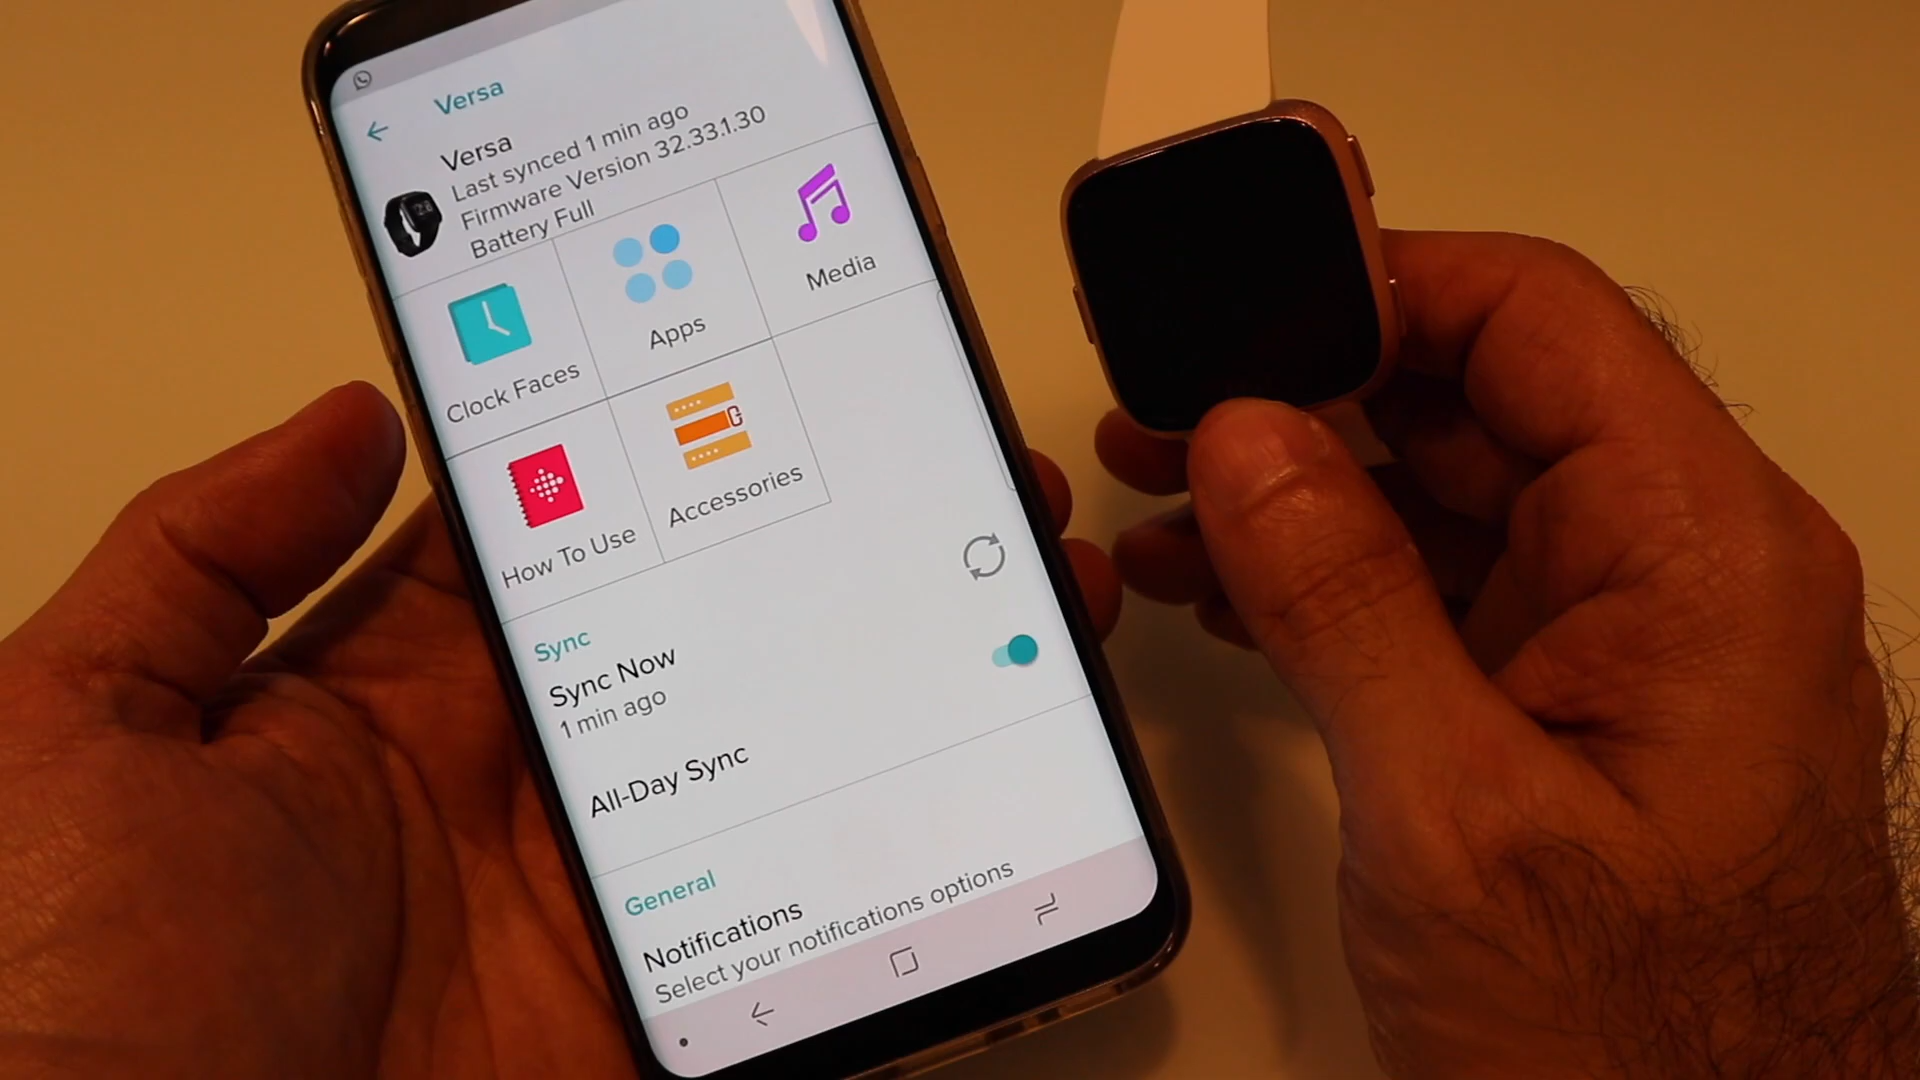 Versa
Versa
Last synced 1 min ago
Firmware Version 32.33.1.30
Battery Full
Clock Faces
Apps
Media
How To Use
Accessories
Sync
Sync Now
1 min ago
All-Day Sync
General
Notifications
Select your notifications options